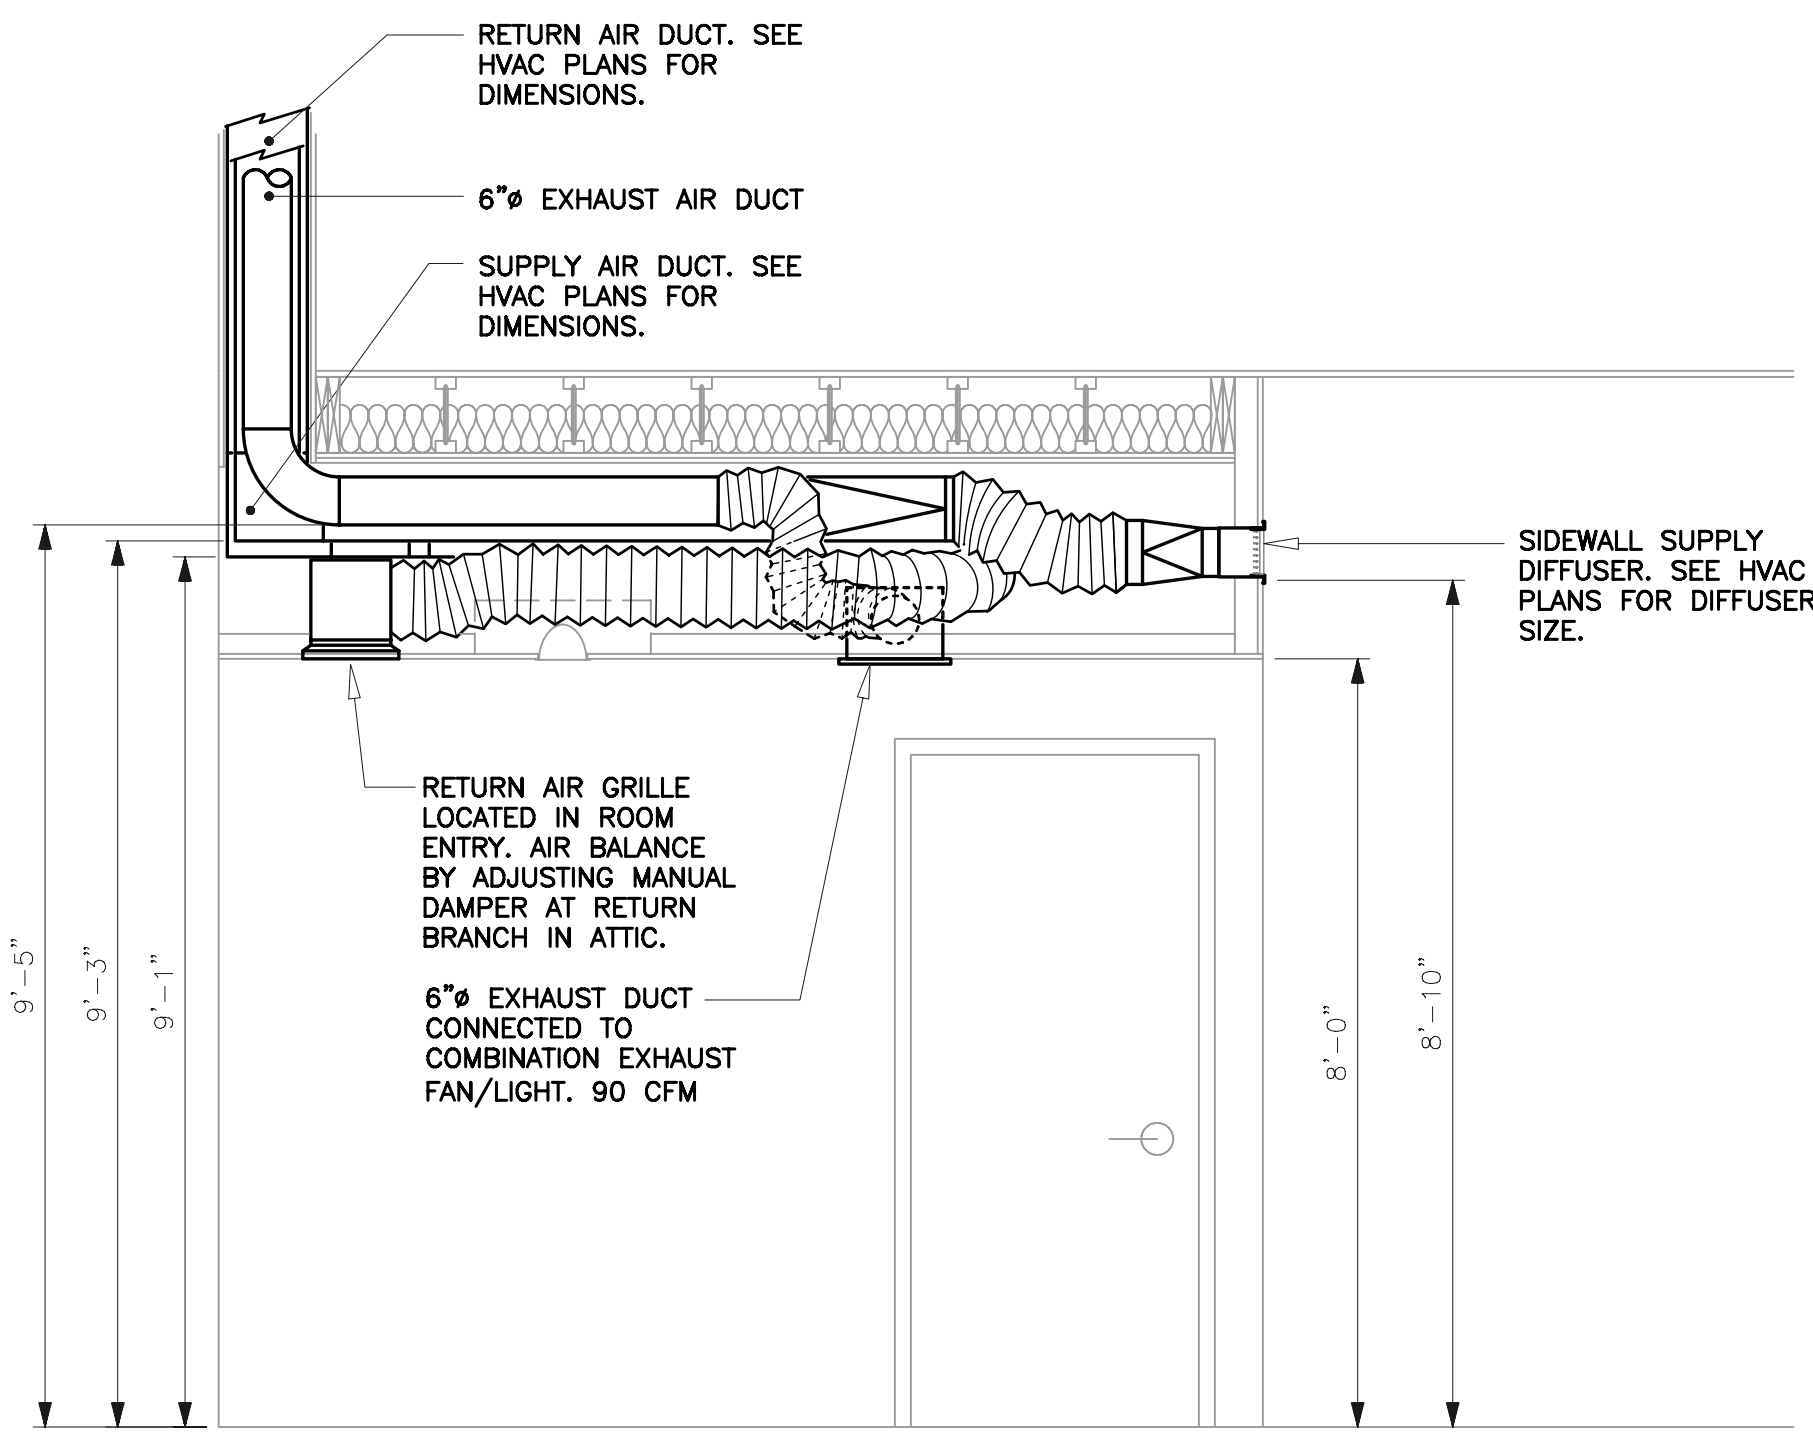 RETURN AIR DUCT. SEE
HVAC PLANS FOR
DIMENSIONS.
6"ø EXHAUST AIR DUCT
SUPPLY AIR DUCT. SEE
HVAC PLANS FOR
DIMENSIONS.
SIDEWALL SUPPLY
DIFFUSER. SEE HVAC
PLANS FOR DIFFUSER
SIZE.
RETURN AIR GRILLE
LOCATED IN ROOM
ENTRY. AIR BALANCE
BY ADJUSTING MANUAL
DAMPER AT RETURN
BRANCH IN ATTIC.
6"ø EXHAUST DUCT
CONNECTED TO
COMBINATION EXHAUST
FAN/LIGHT. 90 CFM
9'-5"
9'-3"
9'-1"
8'-0"
8'-10"